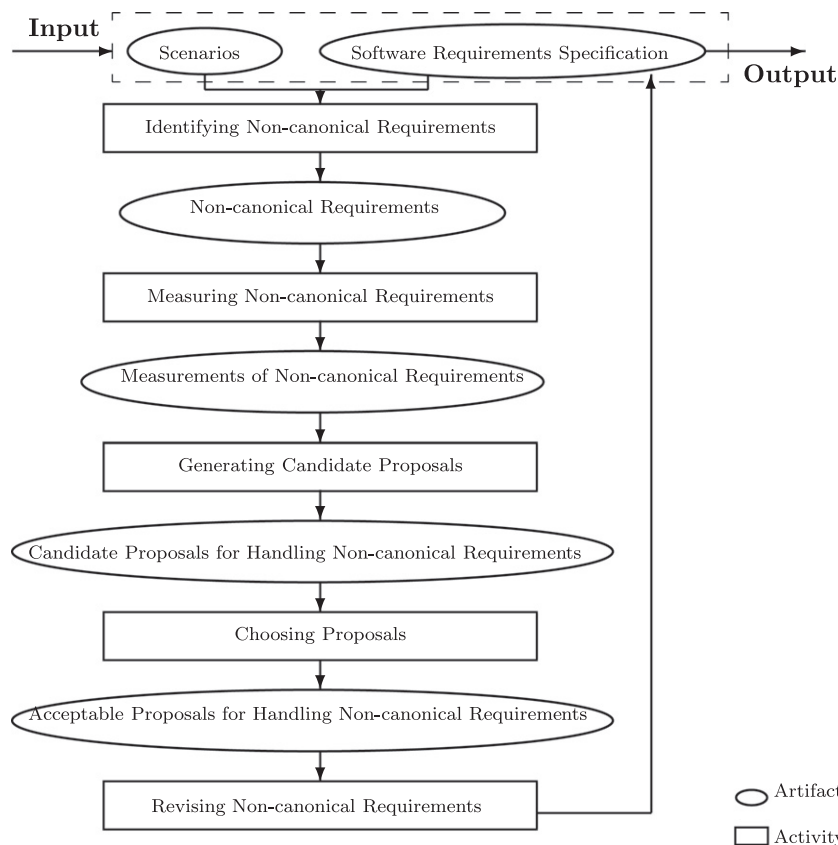 Input
Scenarios
Software Requirements Specification
Output
Identifying Non-canonical Requirements
Non-canonical Requirements
Measuring Non-canonical Requirements
Measurements of Non-canonical Requirements
Generating Candidate Proposals
Candidate Proposals for Handling Non-canonical Requirements
Choosing Proposals
Acceptable Proposals for Handling Non-canonical Requirements
Revising Non-canonical Requirements
Artifact
Activity